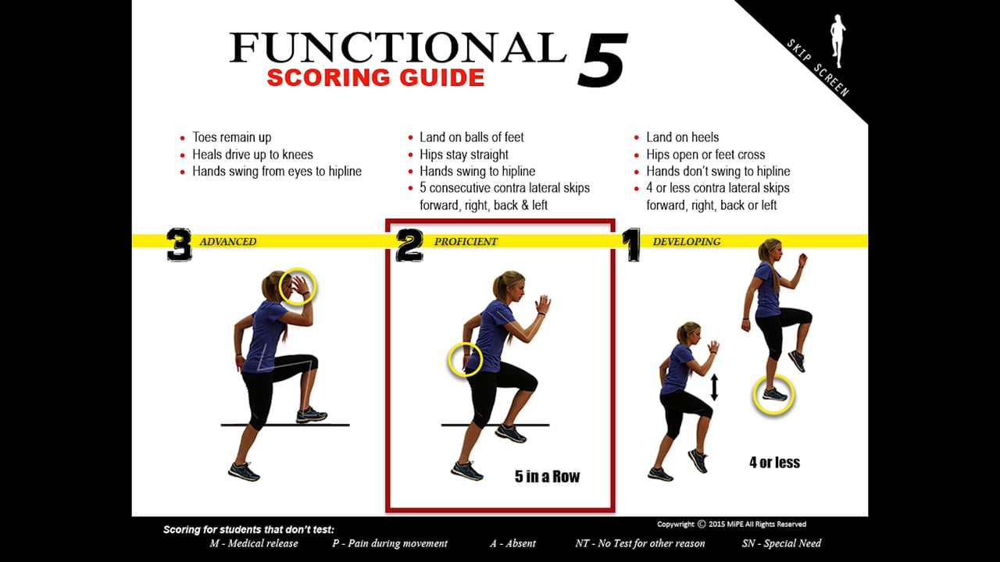 FUNCTIONAL 5
SCORING GUIDE
SKIP SCREEN
Toes remain up
Heals drive up to knees
Hands swing from eyes to hipline
Land on balls of feet
Hips stay straight
Hands swing to hipline
5 consecutive contra lateral skips
forward, right, back & left
Land on heels
Hips open or feet cross
Hands don't swing to hipline
4 or less contra lateral skips
forward, right, back or left
3 ADVANCED
2 PROFICIENT
1 DEVELOPING
5 in a Row
4 or less
Copyright © 2015 MiPE All Rights Reserved
Scoring for students that don't test:
M - Medical release P - Pain during movement A - Absent NT - No Test for other reason SN - Special Need